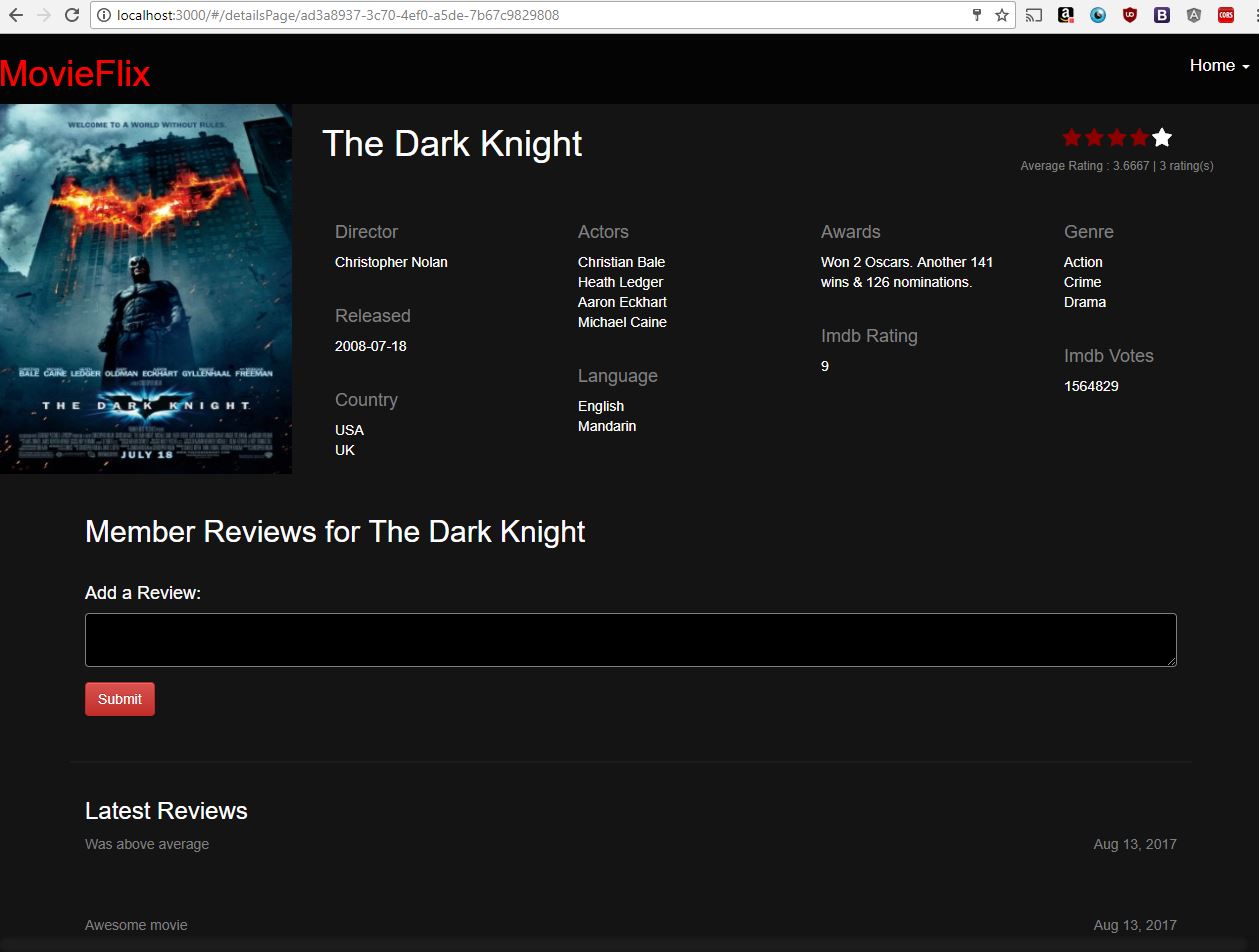 localhost:3000/#/detailsPage/ad3a8937-3c70-4ef0-a5de-7b67c9829808
a
UD
B
A
CORS
MovieFlix
Home
WELCOME TO A WORLD WITHOUT RULES.
BALE CAINE LEDGER OLDMAN ECKHART GYLLENHAAL FREEMAN
THE DARK KNIGHT
JULY 18
The Dark Knight
Average Rating : 3.6667 | 3 rating(s)
Director
Christopher Nolan
Released
2008-07-18
Country
USA
UK
Actors
Christian Bale
Heath Ledger
Aaron Eckhart
Michael Caine
Language
English
Mandarin
Awards
Won 2 Oscars. Another 141
wins & 126 nominations.
Imdb Rating
9
Genre
Action
Crime
Drama
Imdb Votes
1564829
Member Reviews for The Dark Knight
Add a Review:
Submit
Latest Reviews
Was above average Aug 13, 2017
Awesome movie Aug 13, 2017